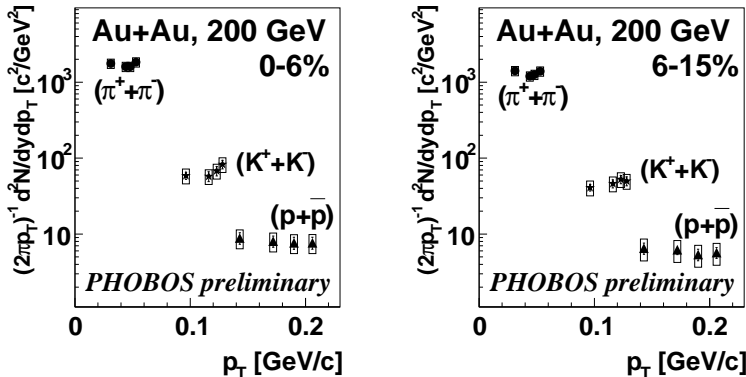 Au+Au, 200 GeV
0-6%
(π⁺+π⁻)
(K⁺+K⁻)
(p+p̅)
PHOBOS preliminary
(2πp_T)⁻¹ d²N/dydp_T [c²/GeV²]
10³
10²
10
0
0.1
0.2
p_T [GeV/c]
Au+Au, 200 GeV
6-15%
(π⁺+π⁻)
(K⁺+K⁻)
(p+p̅)
PHOBOS preliminary
(2πp_T)⁻¹ d²N/dydp_T [c²/GeV²]
10³
10²
10
0
0.1
0.2
p_T [GeV/c]